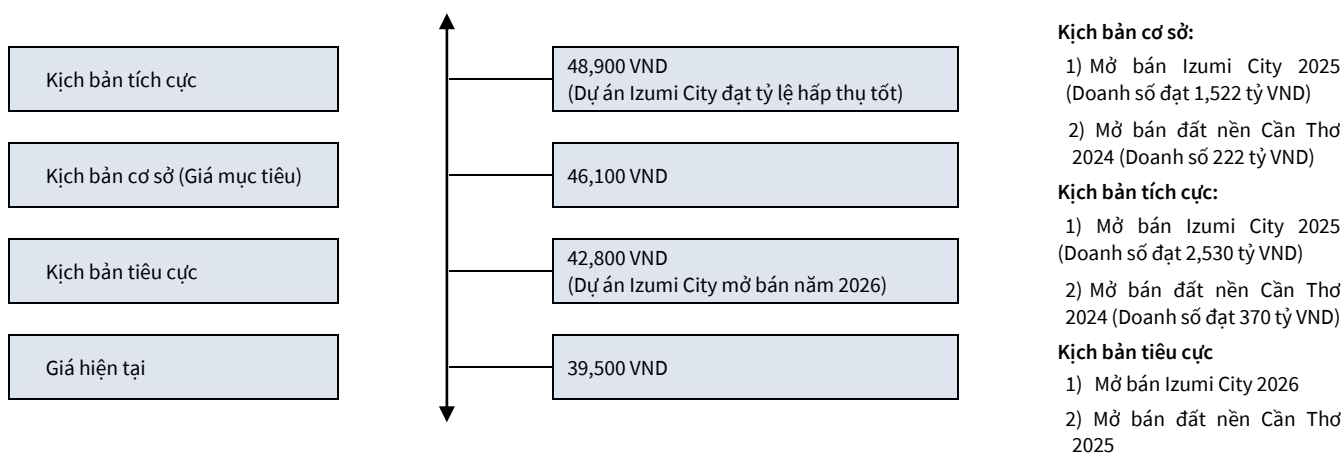 Kịch bản tích cực
48,900 VND
(Dự án Izumi City đạt tỷ lệ hấp thụ tốt)
Kịch bản cơ sở (Giá mục tiêu)
46,100 VND
Kịch bản tiêu cực
42,800 VND
(Dự án Izumi City mở bán năm 2026)
Giá hiện tại
39,500 VND
Kịch bản cơ sở:
1) Mở bán Izumi City 2025
(Doanh số đạt 1,522 tỷ VND)
2) Mở bán đất nền Cần Thơ
2024 (Doanh số 222 tỷ VND)
Kịch bản tích cực:
1) Mở bán Izumi City 2025
(Doanh số đạt 2,530 tỷ VND)
2) Mở bán đất nền Cần Thơ
2024 (Doanh số đạt 370 tỷ VND)
Kịch bản tiêu cực
1) Mở bán Izumi City 2026
2) Mở bán đất nền Cần Thơ
2025